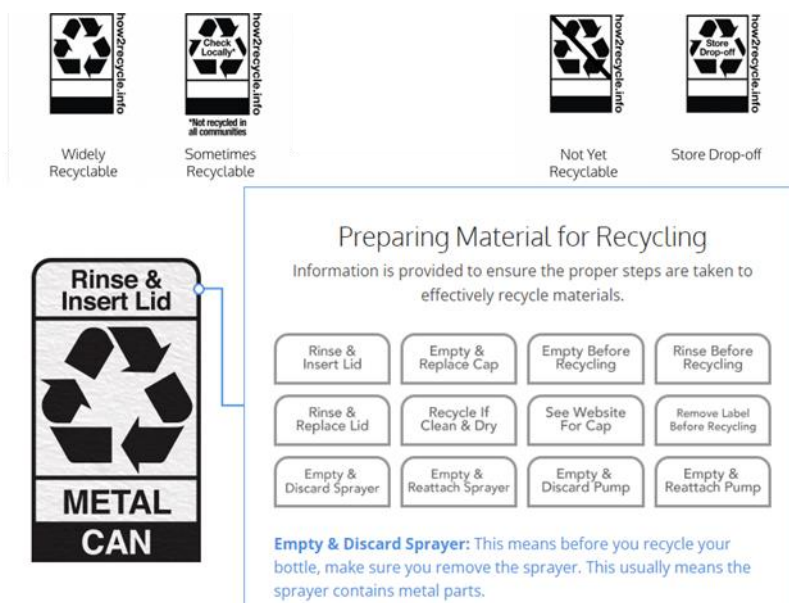 how2recycle.info
Check
Locally*
how2recycle.info
*Not recycled in
all communities
how2recycle.info
Store
Drop-off
how2recycle.info
Widely
Recyclable
Sometimes
Recyclable
Not Yet
Recyclable
Store Drop-off
Rinse &
Insert Lid
METAL
CAN
Preparing Material for Recycling
Information is provided to ensure the proper steps are taken to
effectively recycle materials.
Rinse &
Insert Lid
Empty &
Replace Cap
Empty Before
Recycling
Rinse Before
Recycling
Rinse &
Replace Lid
Recycle If
Clean & Dry
See Website
For Cap
Remove Label
Before Recycling
Empty &
Discard Sprayer
Empty &
Reattach Sprayer
Empty &
Discard Pump
Empty &
Reattach Pump
Empty & Discard Sprayer: This means before you recycle your
bottle, make sure you remove the sprayer. This usually means the
sprayer contains metal parts.